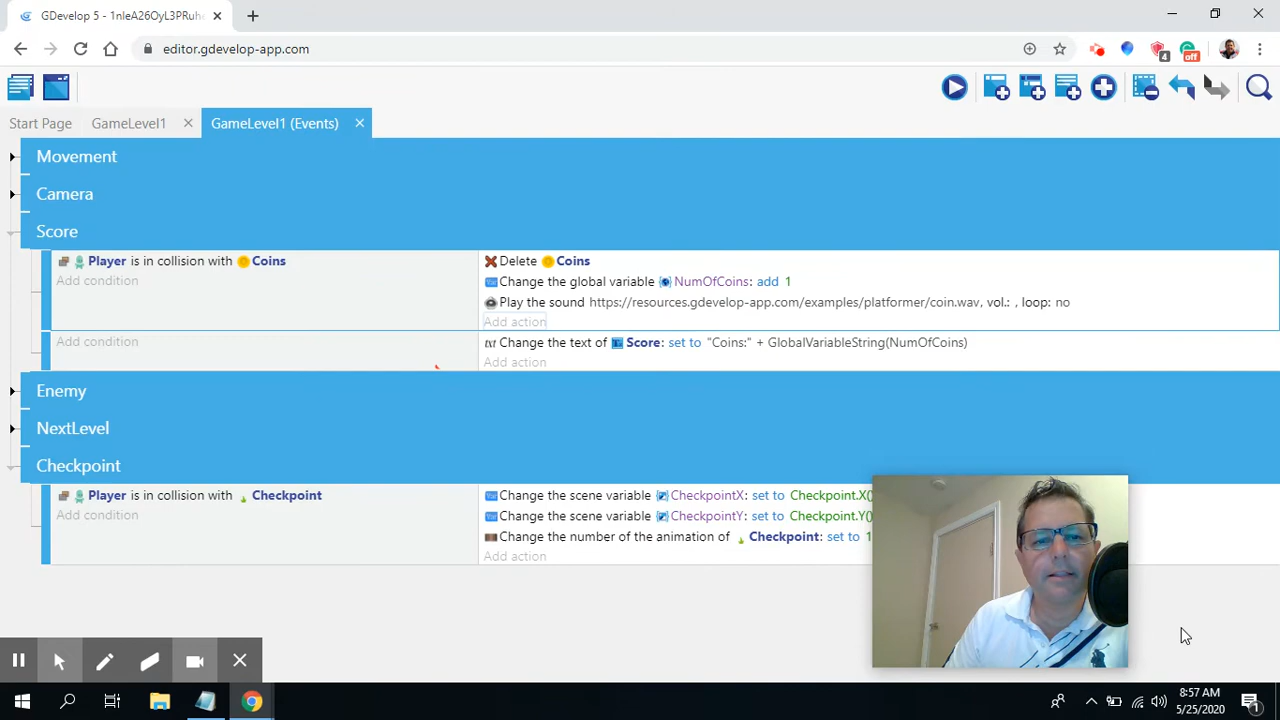 GDevelop 5 - 1nIeA26OyL3PRuh
editor.gdevelop-app.com
4
off
Start Page
GameLevel1
GameLevel1 (Events)
Movement
Camera
Score
Player is in collision with Coins
Add condition
Delete Coins
Change the global variable NumOfCoins: add 1
Play the sound https://resources.gdevelop-app.com/examples/platformer/coin.wav, vol.: , loop: no
Add action
Add condition
txt Change the text of Score: set to "Coins:" + GlobalVariableString(NumOfCoins)
Add action
Enemy
NextLevel
Checkpoint
Player is in collision with Checkpoint
Add condition
Change the scene variable CheckpointX: set to Checkpoint.X()
Change the scene variable CheckpointY: set to Checkpoint.Y()
Change the number of the animation of Checkpoint: set to 1
Add action
8:57 AM
5/25/2020
1